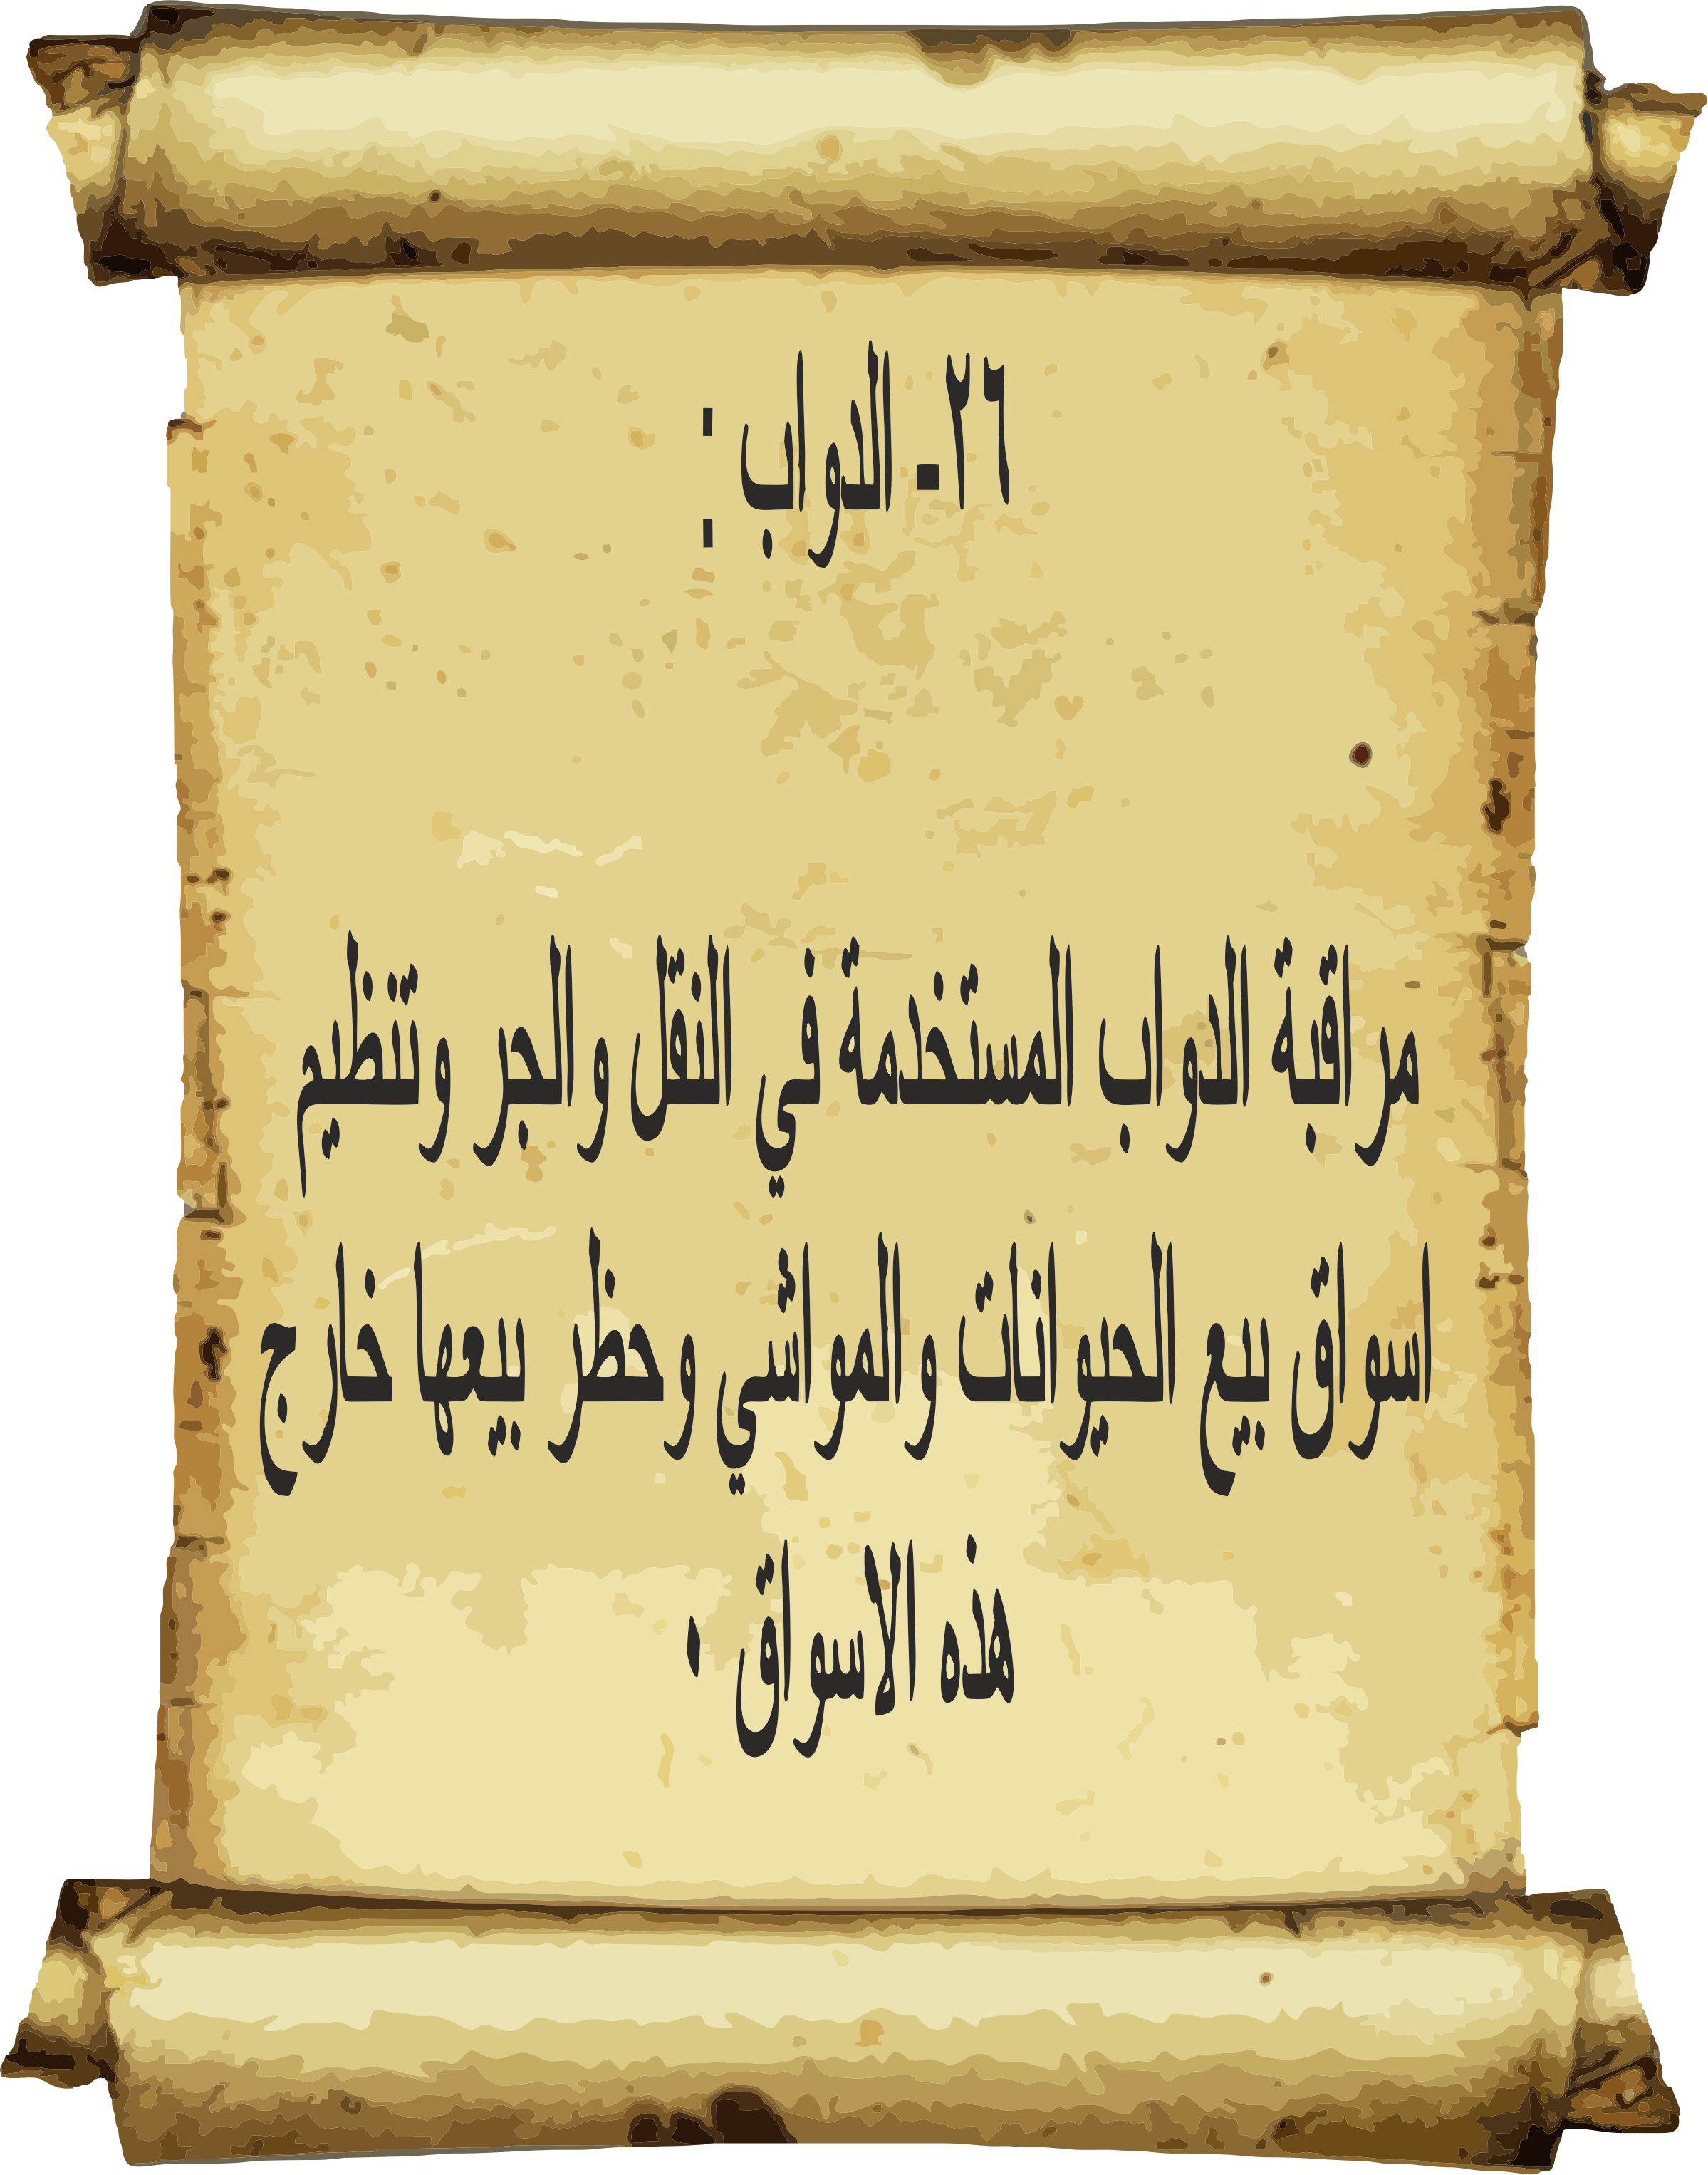 ٢٦- الدواب :
مراقبة الدواب المستخدمة في النقل والجر وتنظيم
اسواق بيع الحيوانات والمواشي وحظر بيعها خارج
هذه الاسواق .